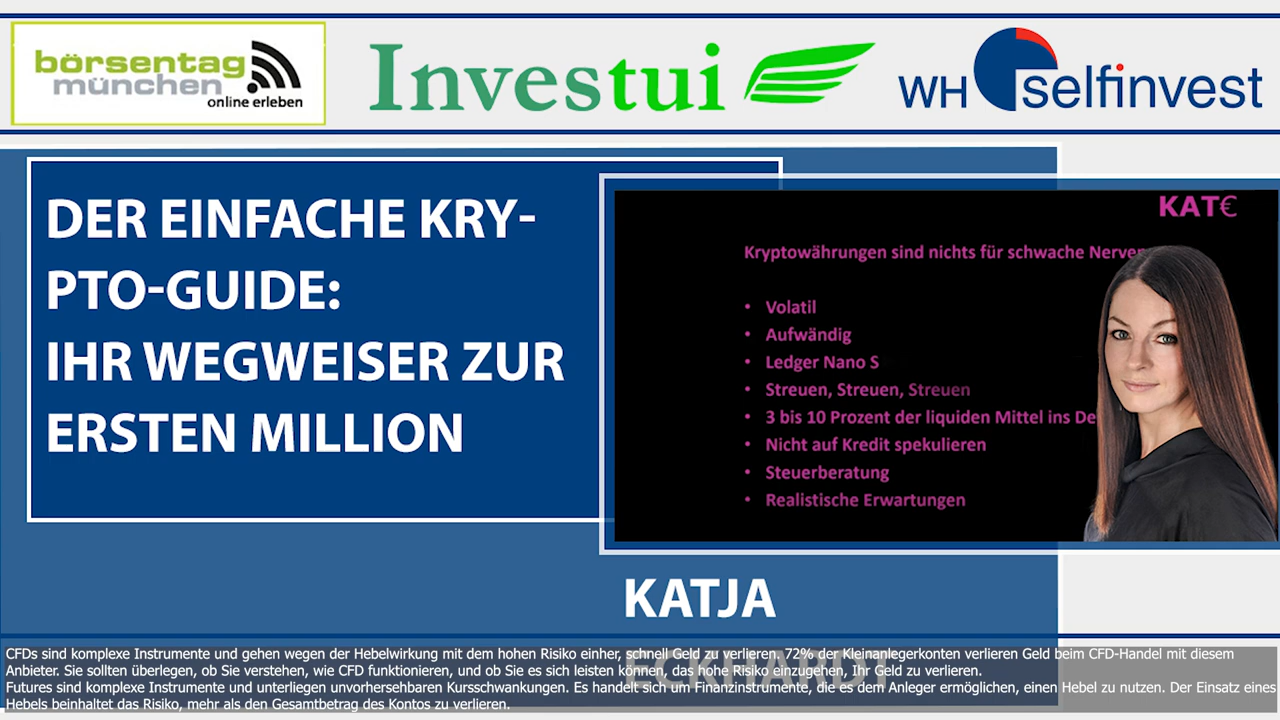 börsentag
münchen
online erleben
Investui
WH selfinvest
DER EINFACHE KRY-
PTO-GUIDE:
IHR WEGWEISER ZUR
ERSTEN MILLION
KAT€
Kryptowährungen sind nichts für schwache Nerven
• Volatil
• Aufwändig
• Ledger Nano S
• Streuen, Streuen, Streuen
• 3 bis 10 Prozent der liquiden Mittel ins De
• Nicht auf Kredit spekulieren
• Steuerberatung
• Realistische Erwartungen
KATJA
ECKHARDT
CFDs sind komplexe Instrumente und gehen wegen der Hebelwirkung mit dem hohen Risiko einher, schnell Geld zu verlieren. 72% der Kleinanlegerkonten verlieren Geld beim CFD-Handel mit diesem
Anbieter. Sie sollten überlegen, ob Sie verstehen, wie CFD funktionieren, und ob Sie es sich leisten können, das hohe Risiko einzugehen, Ihr Geld zu verlieren.
Futures sind komplexe Instrumente und unterliegen unvorhersehbaren Kursschwankungen. Es handelt sich um Finanzinstrumente, die es dem Anleger ermöglichen, einen Hebel zu nutzen. Der Einsatz eines
Hebels beinhaltet das Risiko, mehr als den Gesamtbetrag des Kontos zu verlieren.